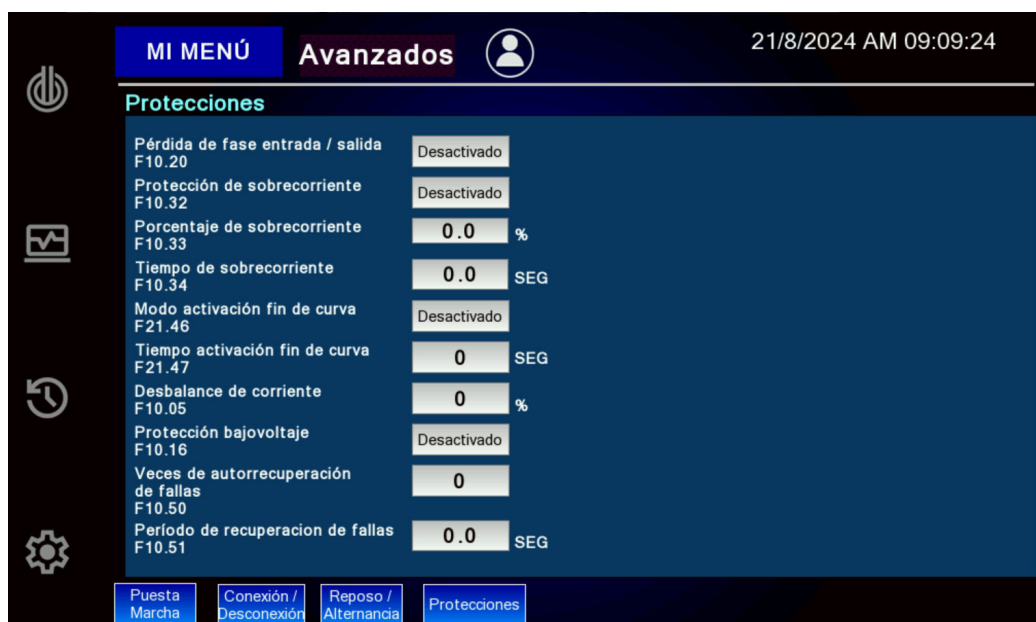 MI MENÚ
Avanzados
21/8/2024 AM 09:09:24
Protecciones
Pérdida de fase entrada / salida
F10.20
Desactivado
Protección de sobrecorriente
F10.32
Desactivado
Porcentaje de sobrecorriente
F10.33
0.0 %
Tiempo de sobrecorriente
F10.34
0.0 SEG
Modo activación fin de curva
F21.46
Desactivado
Tiempo activación fin de curva
F21.47
0 SEG
Desbalance de corriente
F10.05
0 %
Protección bajovoltaje
F10.16
Desactivado
Veces de autorrecuperación
de fallas
F10.50
0
Período de recuperacion de fallas
F10.51
0.0 SEG
Puesta
Marcha
Conexión /
Desconexión
Reposo /
Alternancia
Protecciones